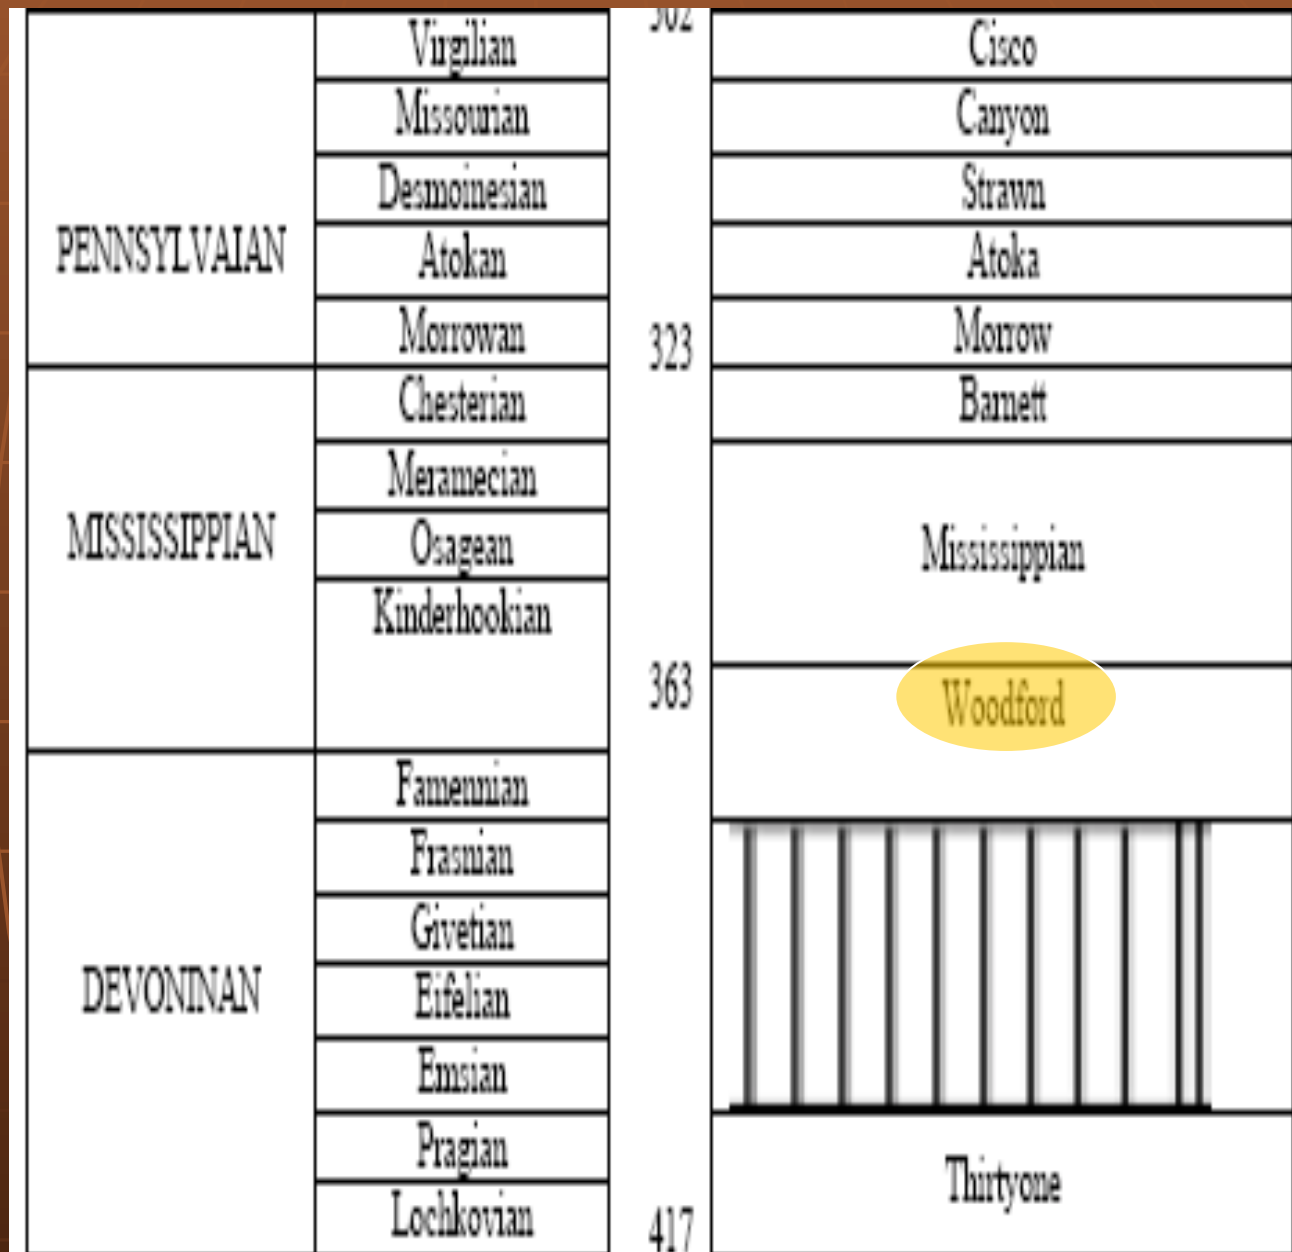 302
Virgilian Cisco
Missourian Canyon
Desmoinesian Strawn
PENNSYLVAIAN Atokan Atoka
Morrowan 323 Morrow
Chesterian Barnett
Meramecian
MISSISSIPPIAN Osagean Mississippian
Kinderhookian
363 Woodford
Famennian
Frasnian
Givetian
DEVONINAN Eifelian
Emsian
Pragian Thirtyone
Lochkovian 417